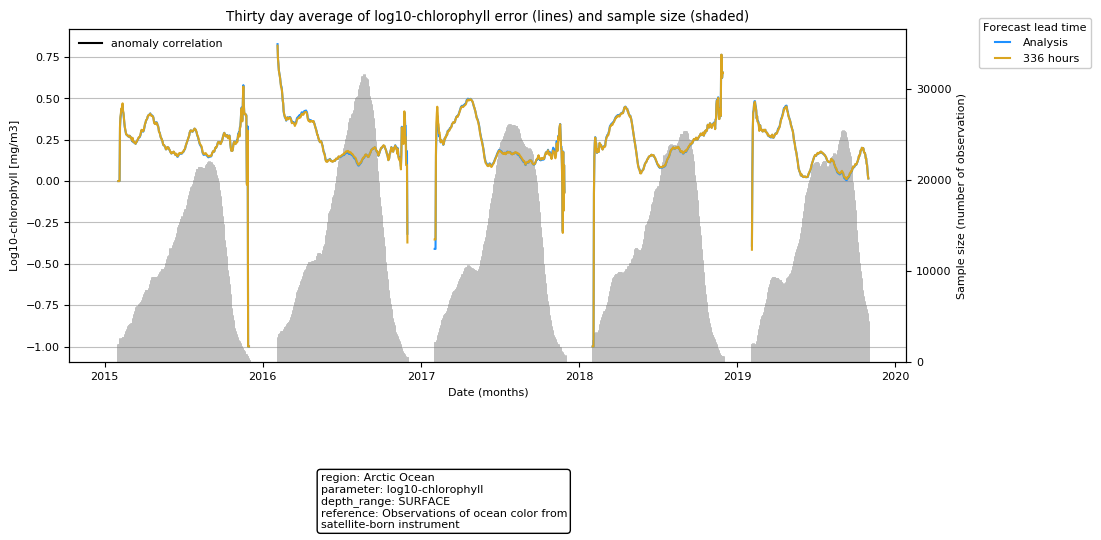 Thirty day average of log10-chlorophyll error (lines) and sample size (shaded)
anomaly correlation
Forecast lead time
Analysis
336 hours
Log10-chlorophyll [mg/m3]
0.75
0.50
0.25
0.00
−0.25
−0.50
−0.75
−1.00
Sample size (number of observation)
30000
20000
10000
0
2015 2016 2017 2018 2019 2020
Date (months)
region: Arctic Ocean
parameter: log10-chlorophyll
depth_range: SURFACE
reference: Observations of ocean color from
satellite-born instrument